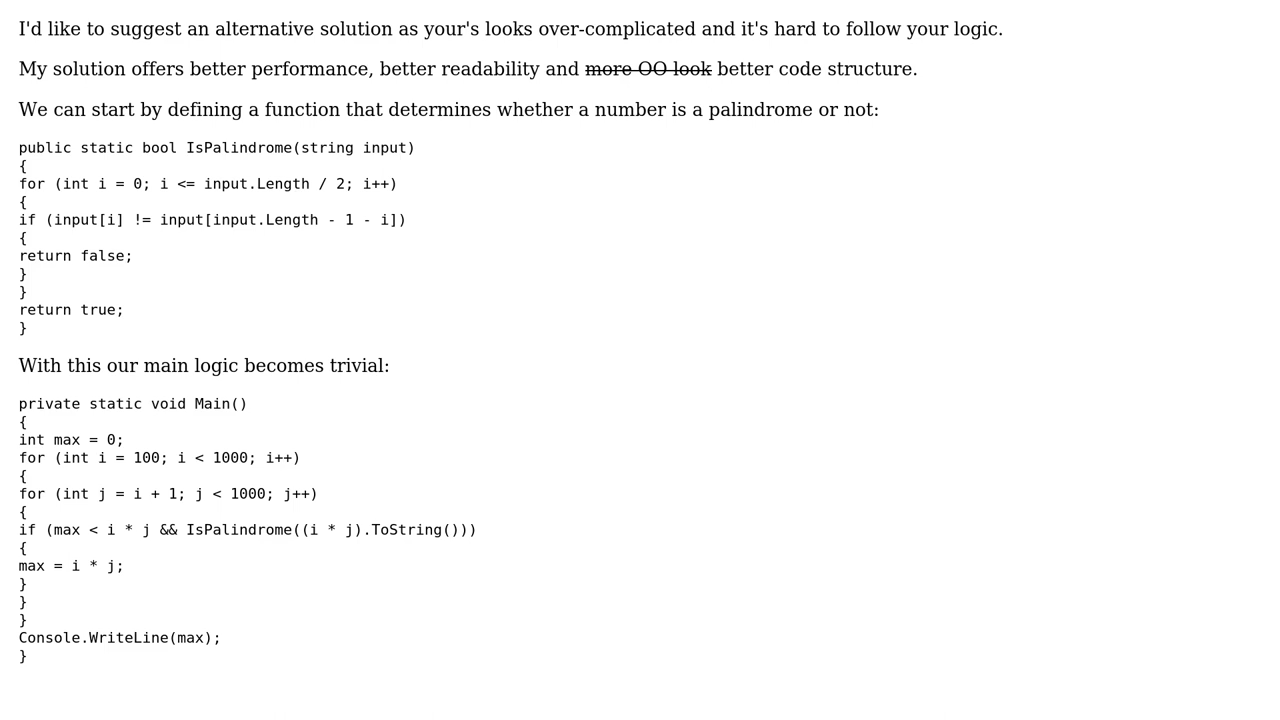 I'd like to suggest an alternative solution as your's looks over-complicated and it's hard to follow your logic.
My solution offers better performance, better readability and more OO look better code structure.
We can start by defining a function that determines whether a number is a palindrome or not:
public static bool IsPalindrome(string input)
{
for (int i = 0; i <= input.Length / 2; i++)
{
if (input[i] != input[input.Length - 1 - i])
{
return false;
}
}
return true;
}
With this our main logic becomes trivial:
private static void Main()
{
int max = 0;
for (int i = 100; i < 1000; i++)
{
for (int j = i + 1; j < 1000; j++)
{
if (max < i * j && IsPalindrome((i * j).ToString()))
{
max = i * j;
}
}
}
Console.WriteLine(max);
}